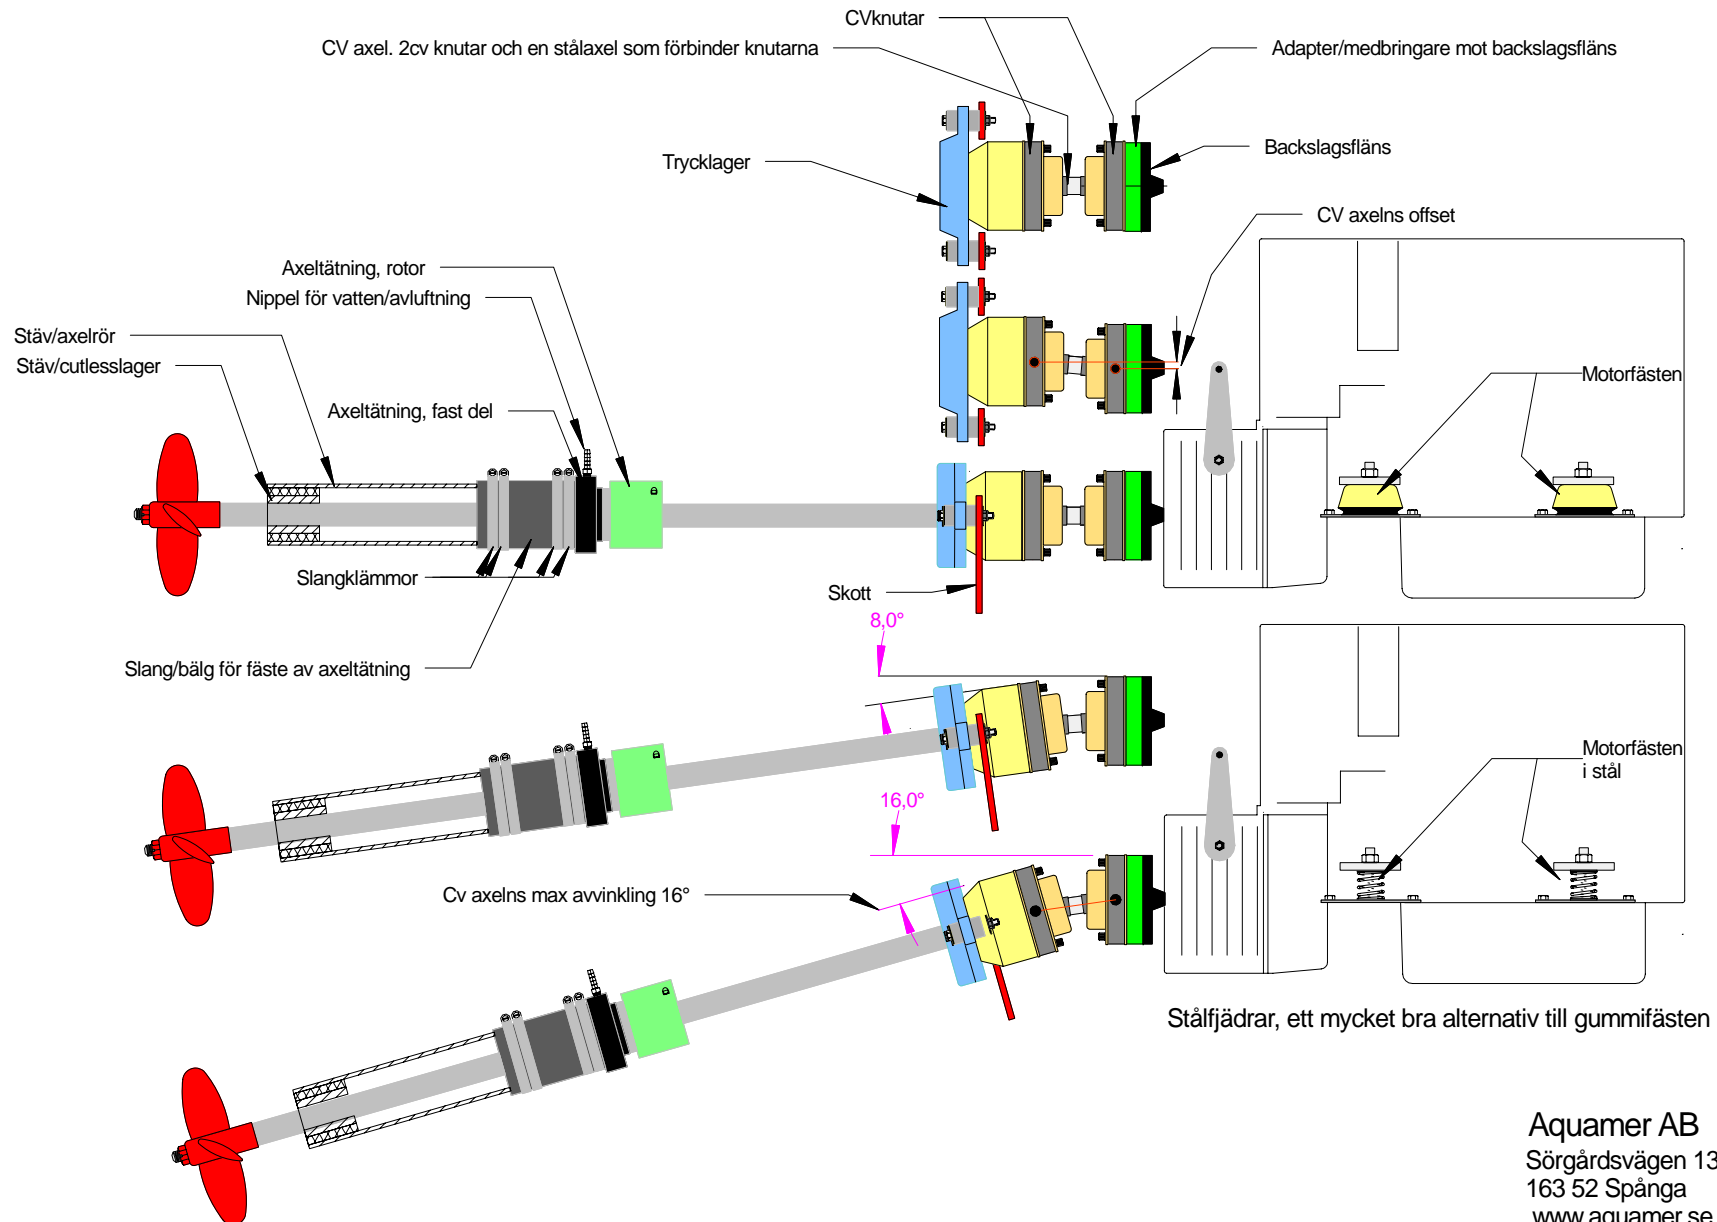 CVknutar
CV axel. 2cv knutar och en stålaxel som förbinder knutarna
Adapter/medbringare mot backslagsfläns
Trycklager
Backslagsfläns
CV axelns offset
Axeltätning, rotor
Nippel för vatten/avluftning
Stäv/axelrör
Stäv/cutlesslager
Motorfästen
Axeltätning, fast del
Slangklämmor
Skott
8,0°
Slang/bälg för fäste av axeltätning
Motorfästen
i stål
16,0°
Cv axelns max avvinkling 16°
Stålfjädrar, ett mycket bra alternativ till gummifästen
Aquamer AB
Sörgårdsvägen 13
163 52 Spånga
www.aquamer.se